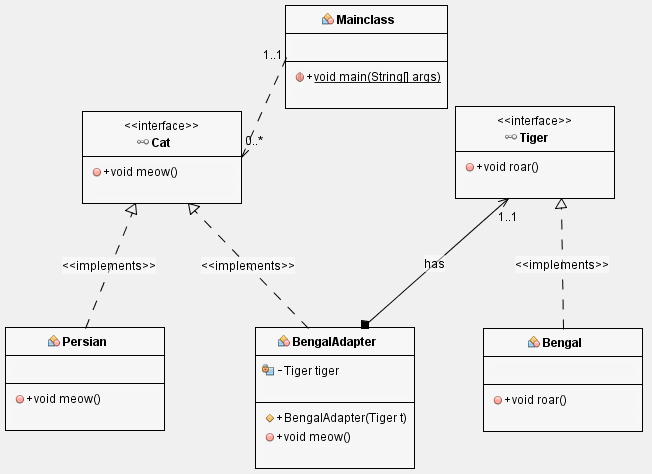 Mainclass
+void main(String[] args)
1..1
0..*
<<interface>>
Cat
+void meow()
<<interface>>
Tiger
+void roar()
1..1
has
<<implements>>
<<implements>>
<<implements>>
Persian
+void meow()
BengalAdapter
-Tiger tiger
+BengalAdapter(Tiger t)
+void meow()
Bengal
+void roar()